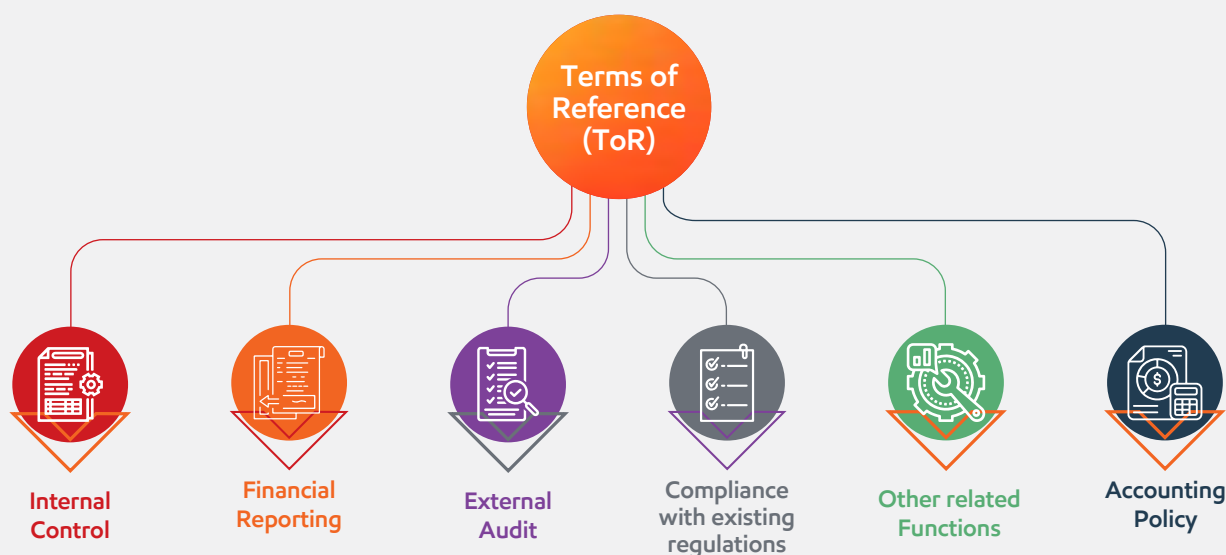 Terms of
Reference
(ToR)
Internal
Control
Financial
Reporting
External
Audit
Compliance
with existing
regulations
Other related
Functions
Accounting
Policy